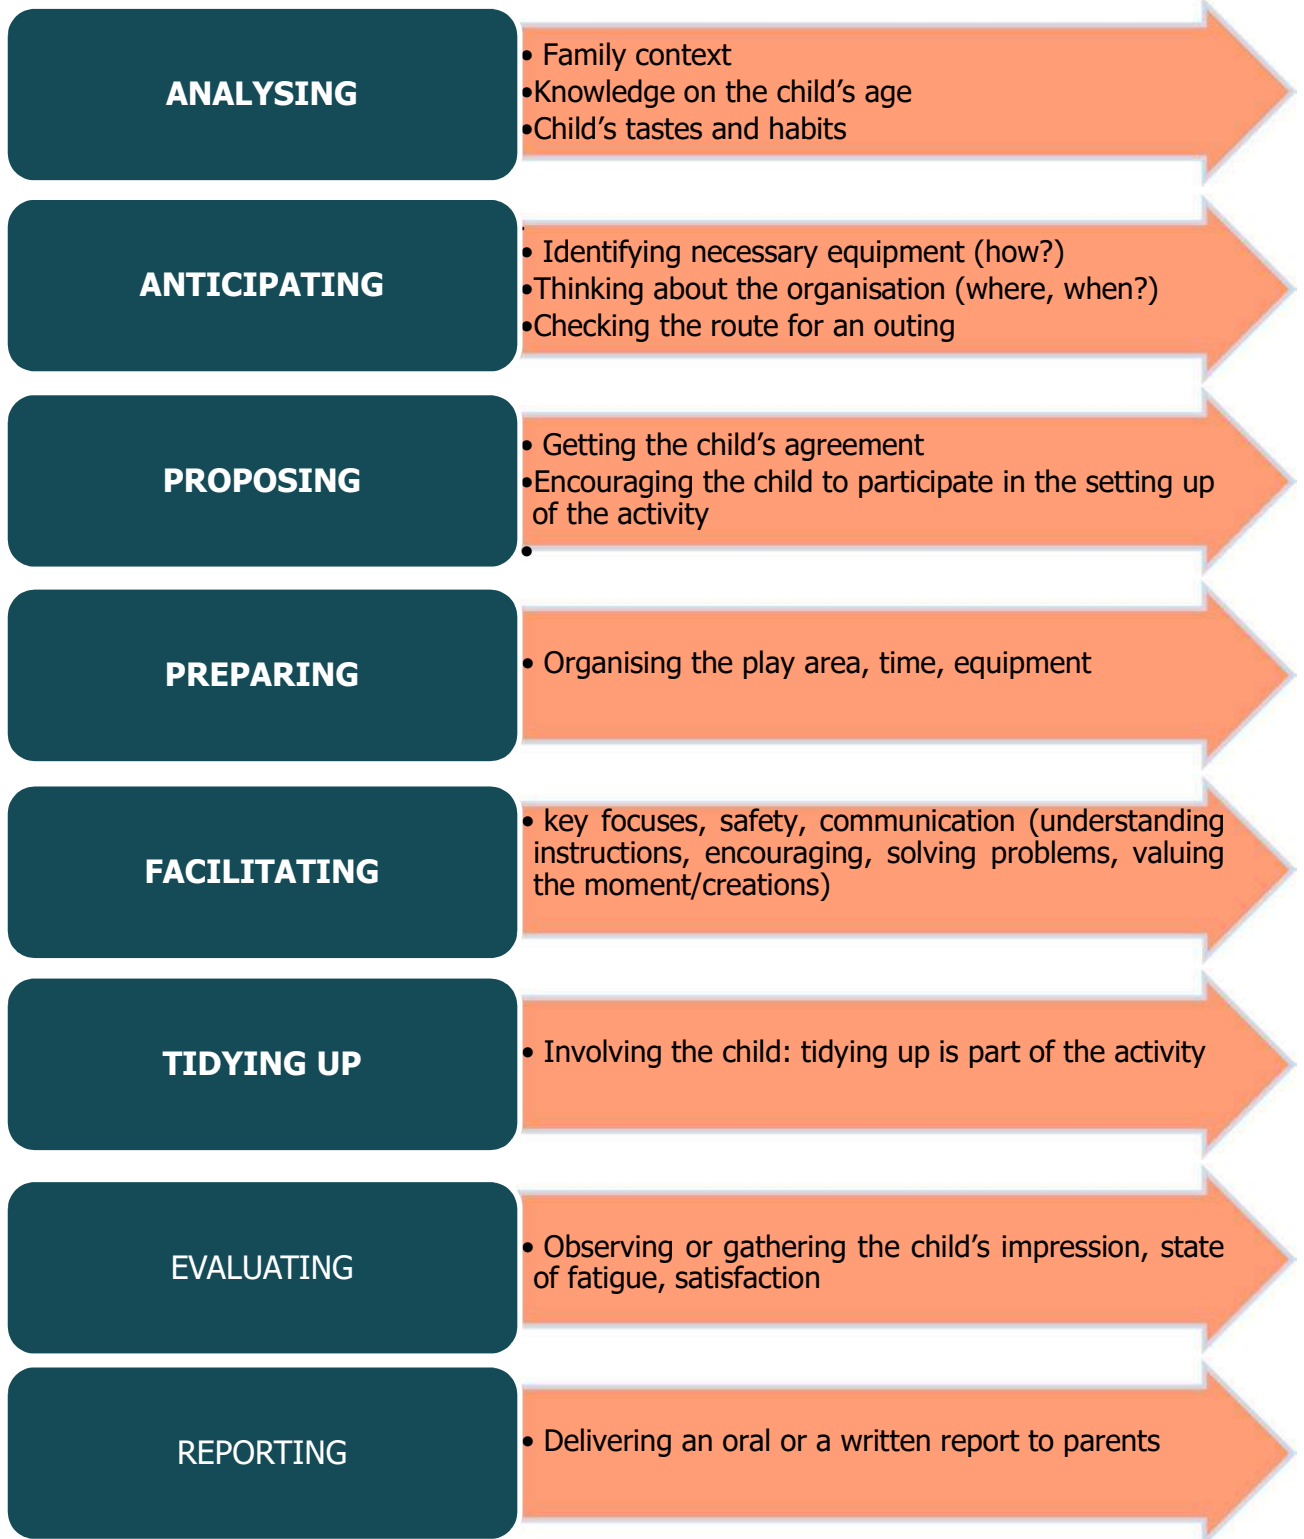 ANALYSING
• Family context
•Knowledge on the child’s age
•Child’s tastes and habits
ANTICIPATING
• Identifying necessary equipment (how?)
•Thinking about the organisation (where, when?)
•Checking the route for an outing
PROPOSING
• Getting the child’s agreement
•Encouraging the child to participate in the setting up
of the activity
•
PREPARING
• Organising the play area, time, equipment
FACILITATING
• key focuses, safety, communication (understanding
instructions, encouraging, solving problems, valuing
the moment/creations)
TIDYING UP
• Involving the child: tidying up is part of the activity
EVALUATING
• Observing or gathering the child’s impression, state
of fatigue, satisfaction
REPORTING
• Delivering an oral or a written report to parents